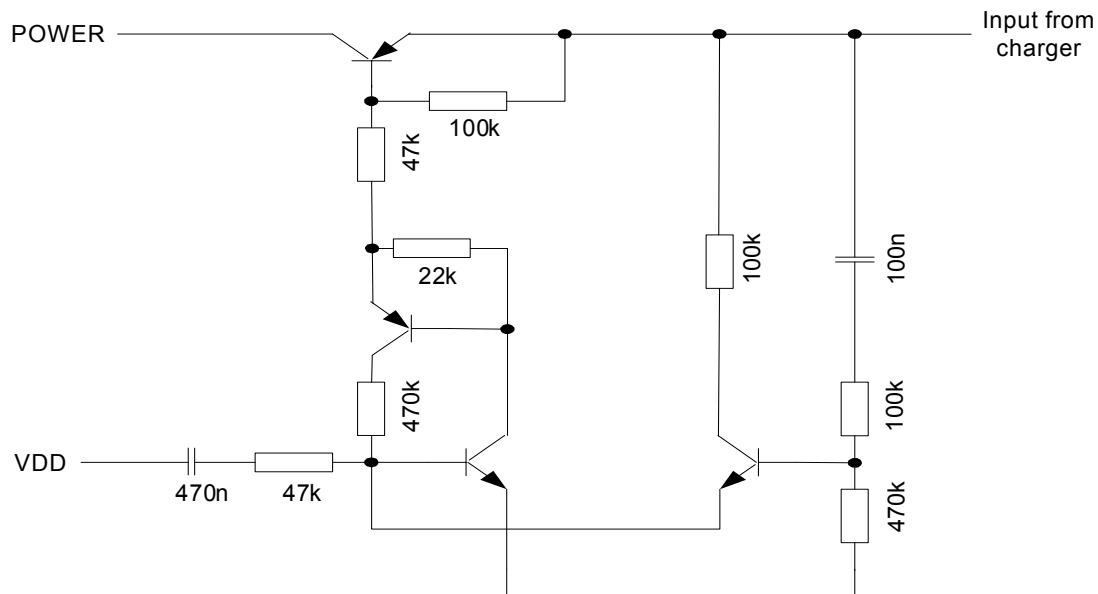 POWER
Input from
charger
100k
47k
22k
100k
100n
470k
100k
VDD
470n
47k
470k